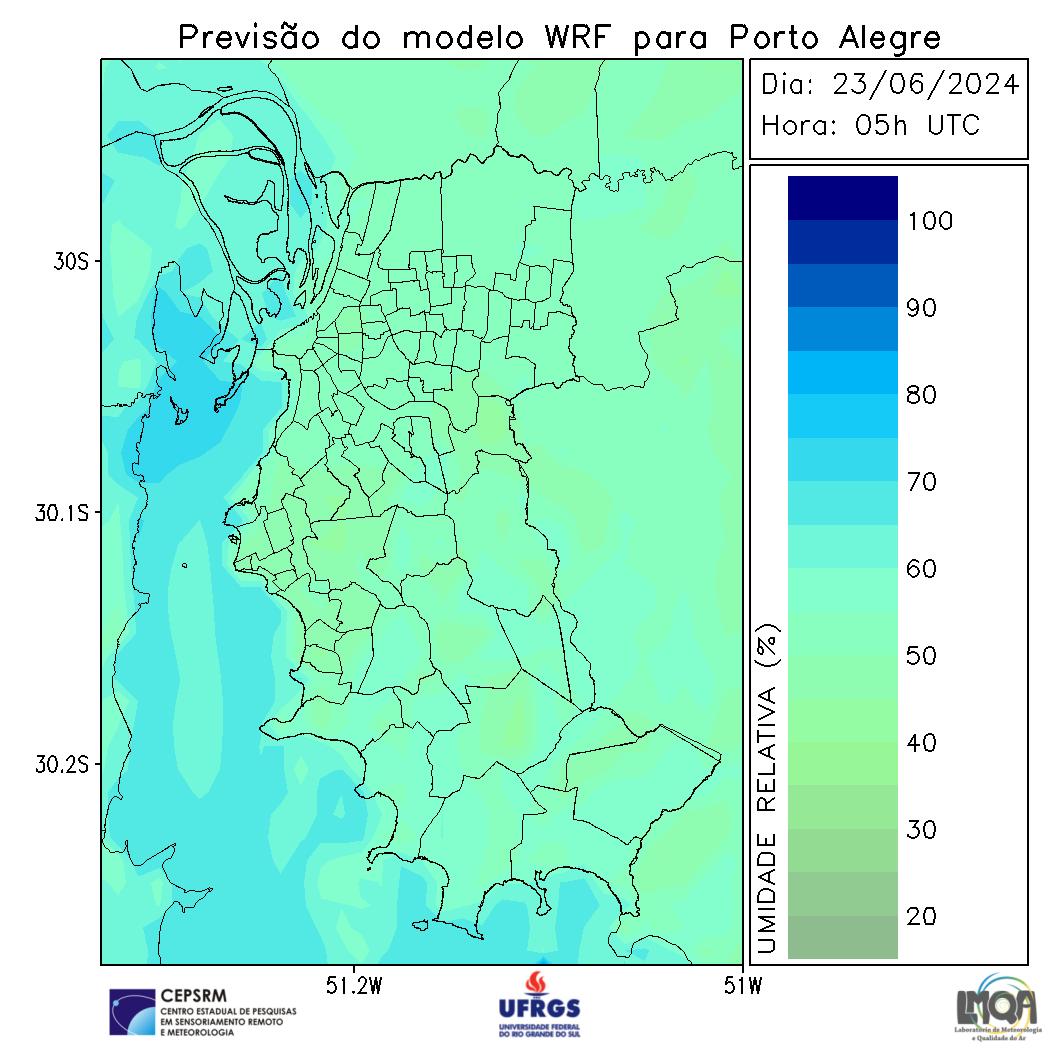 Previsão do modelo WRF para Porto Alegre
Dia: 23/06/2024
Hora: 05h UTC
30S
30.1S
30.2S
51.2W
51W
100
90
80
70
60
50
40
30
20
UMIDADE RELATIVA (%)
CEPSRM
CENTRO ESTADUAL DE PESQUISAS
EM SENSORIAMENTO REMOTO
E METEOROLOGIA
UFRGS
UNIVERSIDADE FEDERAL
DO RIO GRANDE DO SUL
LMQA
Laboratório de Meteorologia
e Qualidade do Ar